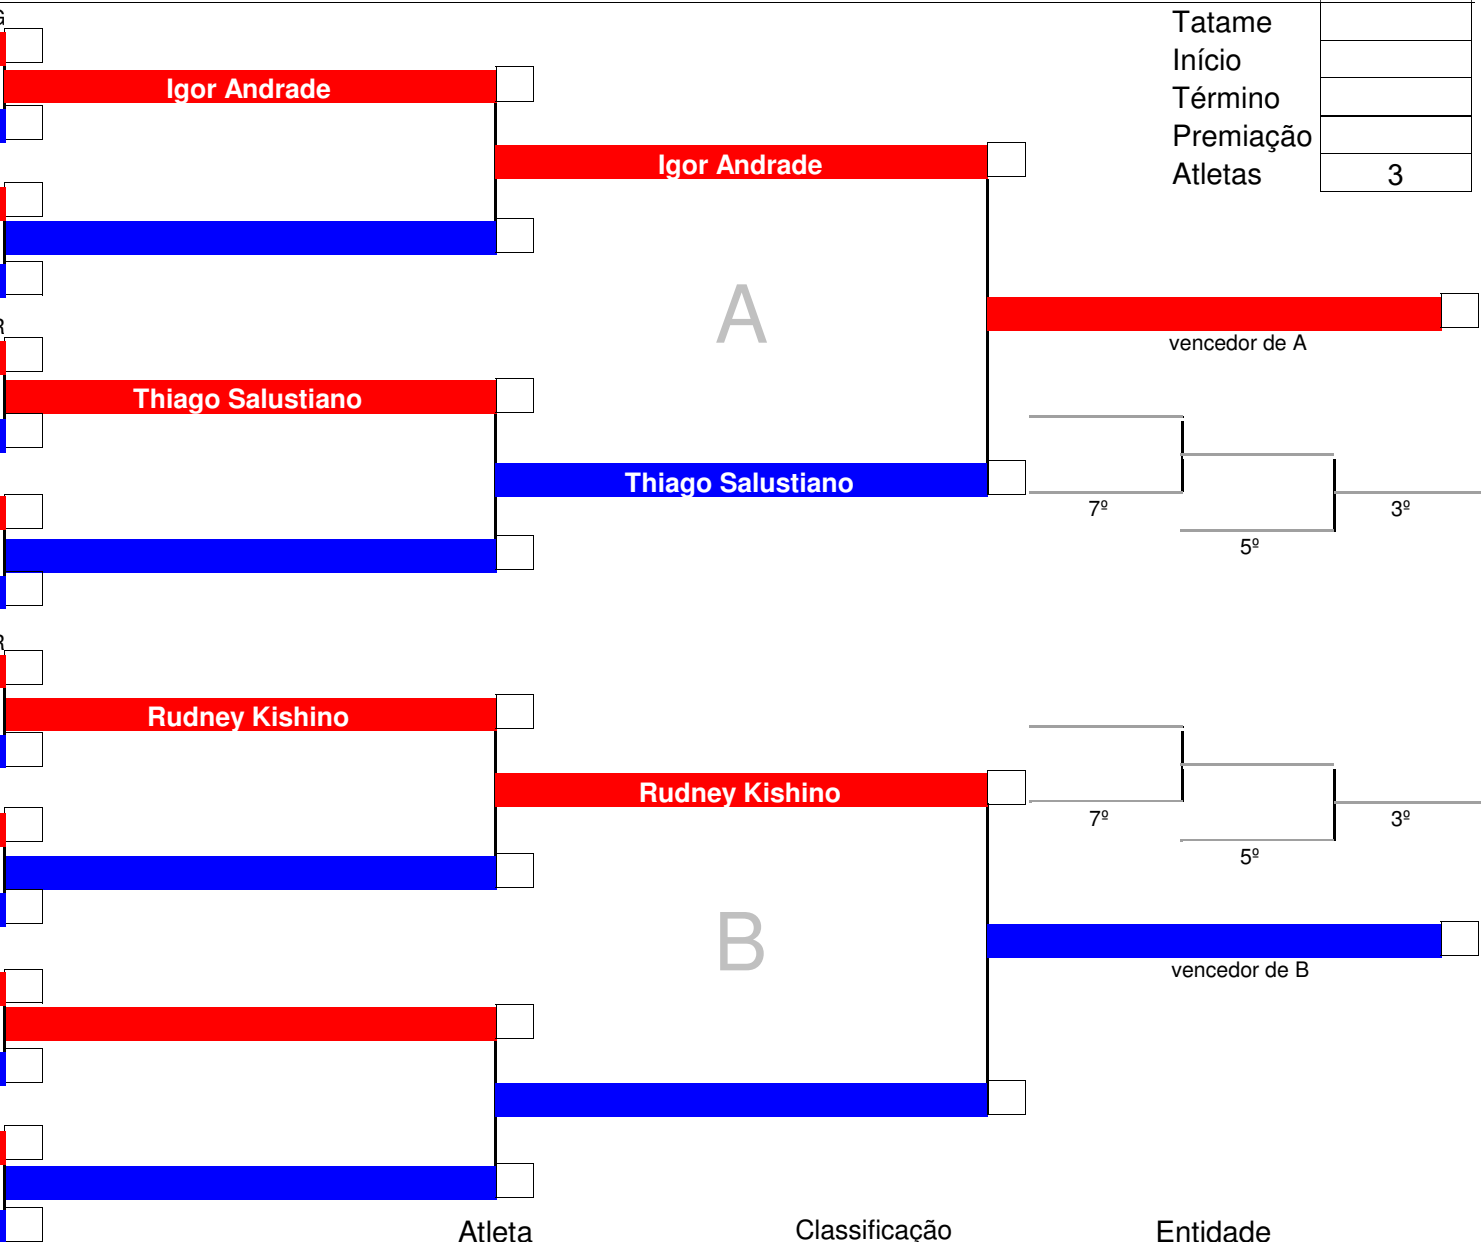 G
Tatame
Igor Andrade
Início
Término
Premiação
Igor Andrade
Atletas 3
A
R
vencedor de A
Thiago Salustiano
Thiago Salustiano
7º 3º
5º
R
Rudney Kishino
Rudney Kishino
7º 3º
5º
B
vencedor de B
Atleta Classificação Entidade